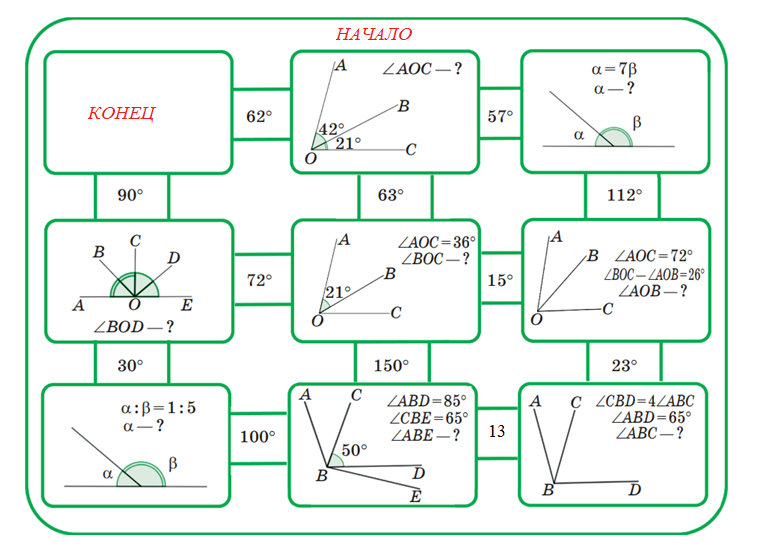 НАЧАЛО
КОНЕЦ
62°
A
∠AOC — ?
B
42°
21°
O
C
57°
α = 7β
α — ?
α
β
90°
63°
112°
C
B
D
A
O
E
∠BOD — ?
72°
A
∠AOC = 36°
∠BOC — ?
B
21°
O
C
15°
A
B
∠AOC = 72°
∠BOC − ∠AOB = 26°
∠AOB — ?
O
C
30°
150°
23°
α : β = 1 : 5
α — ?
α
β
100°
A
C
∠ABD = 85°
∠CBE = 65°
∠ABE — ?
50°
B
D
E
13
A
C
∠CBD = 4∠ABC
∠ABD = 65°
∠ABC — ?
B
D